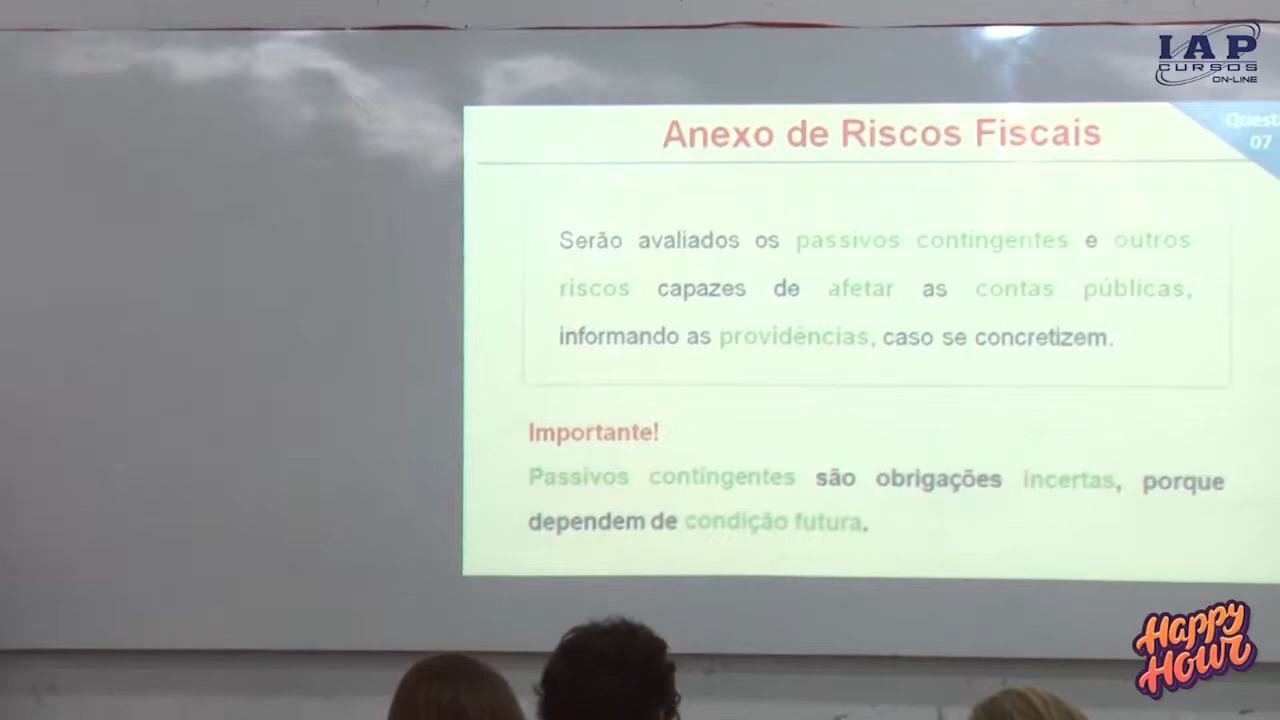 IAP
CURSOS
ON-LINE
Anexo de Riscos Fiscais
07
Serão avaliados os passivos contingentes e outros
riscos capazes de afetar as contas públicas,
informando as providências, caso se concretizem.
Importante!
Passivos contingentes são obrigações incertas, porque
dependem de condição futura.
Happy
Hour